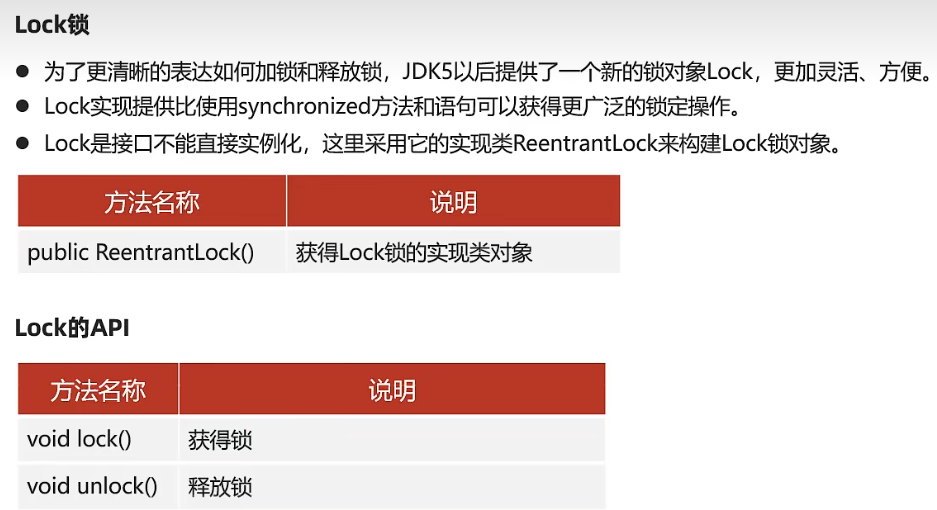 Lock锁
● 为了更清晰的表达如何加锁和释放锁，JDK5以后提供了一个新的锁对象Lock，更加灵活、方便。
● Lock实现提供比使用synchronized方法和语句可以获得更广泛的锁定操作。
● Lock是接口不能直接实例化，这里采用它的实现类ReentrantLock来构建Lock锁对象。
方法名称 说明
public ReentrantLock() 获得Lock锁的实现类对象
Lock的API
方法名称 说明
void lock() 获得锁
void unlock() 释放锁